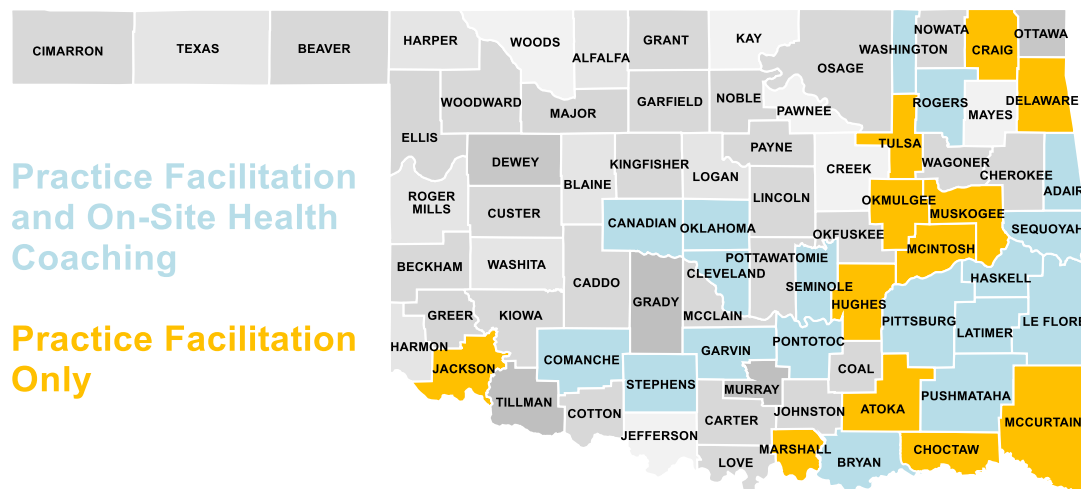 CIMARRON
TEXAS
BEAVER
HARPER
WOODS
ALFALFA
GRANT
KAY
OSAGE
WASHINGTON
NOWATA
CRAIG
OTTAWA
WOODWARD
MAJOR
GARFIELD
NOBLE
PAWNEE
ROGERS
MAYES
DELAWARE
ELLIS
DEWEY
BLAINE
KINGFISHER
LOGAN
PAYNE
CREEK
TULSA
WAGONER
CHEROKEE
ADAIR
Practice Facilitation
and On-Site Health
Coaching
ROGER
MILLS
CUSTER
CANADIAN
OKLAHOMA
LINCOLN
OKFUSKEE
OKMULGEE
MUSKOGEE
MCINTOSH
SEQUOYAH
BECKHAM
WASHITA
CADDO
GRADY
CLEVELAND
POTTAWATOMIE
SEMINOLE
HUGHES
PITTSBURG
HASKELL
LATIMER
LE FLORE
GREER
KIOWA
MCCLAIN
Practice Facilitation
Only
HARMON
JACKSON
COMANCHE
STEPHENS
GARVIN
PONTOTOC
COAL
TILLMAN
COTTON
MURRAY
CARTER
JOHNSTON
ATOKA
PUSHMATAHA
MCCURTAIN
JEFFERSON
LOVE
MARSHALL
BRYAN
CHOCTAW